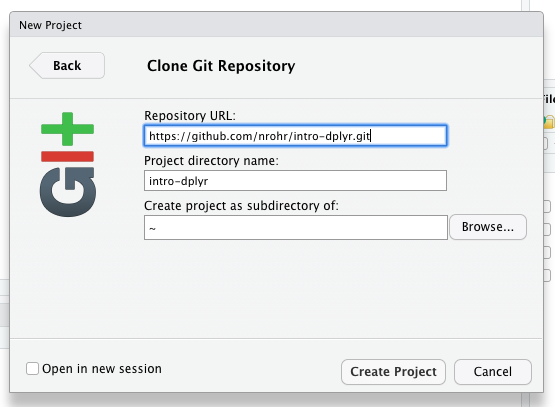 New Project
Back
Clone Git Repository
git
Repository URL:
https://github.com/nrohr/intro-dplyr.git
Project directory name:
intro-dplyr
Create project as subdirectory of:
~
Browse...
Open in new session
Create Project
Cancel